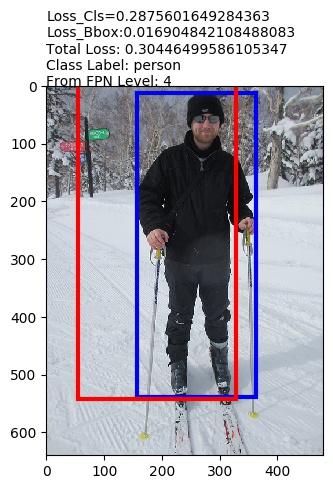 Loss_Cls=0.2875601649284363
Loss_Bbox:0.016904842108488083
Total Loss: 0.30446499586105347
Class Label: person
From FPN Level: 4
0
100
200
300
400
500
600
0 100 200 300 400